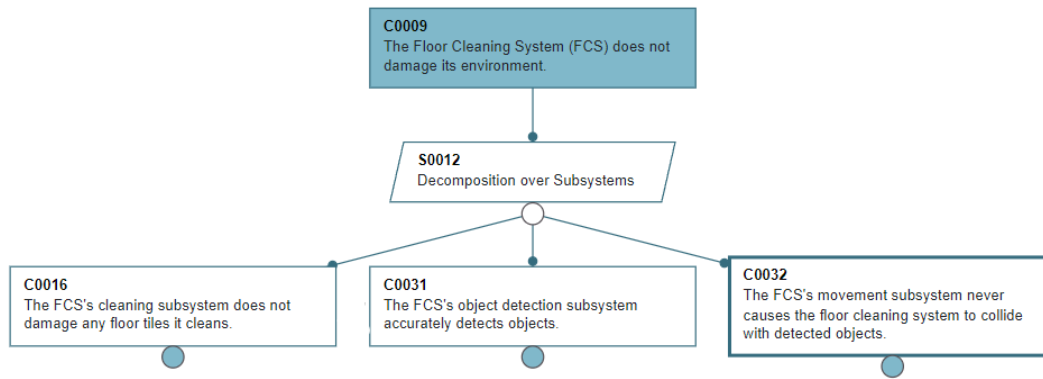 C0009
The Floor Cleaning System (FCS) does not
damage its environment.
S0012
Decomposition over Subsystems
C0016
The FCS's cleaning subsystem does not
damage any floor tiles it cleans.
C0031
The FCS's object detection subsystem
accurately detects objects.
C0032
The FCS's movement subsystem never
causes the floor cleaning system to collide
with detected objects.